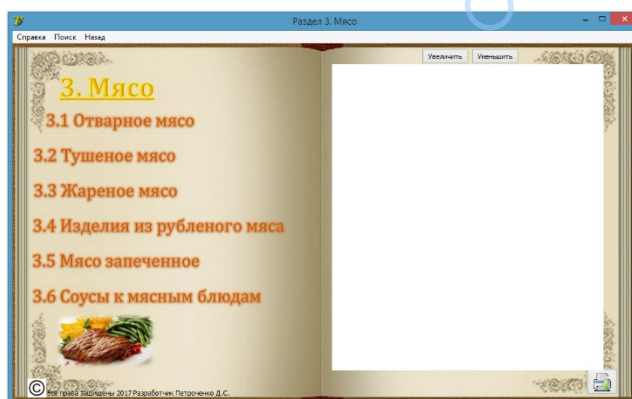 Раздел 3. Мясо
Справка Поиск Назад
Увеличить Уменьшить
3. Мясо
3.1 Отварное мясо
3.2 Тушеное мясо
3.3 Жареное мясо
3.4 Изделия из рубленого мяса
3.5 Мясо запеченное
3.6 Соусы к мясным блюдам
© Все права защищены 2017 Разработчик Петроченко Д.С.